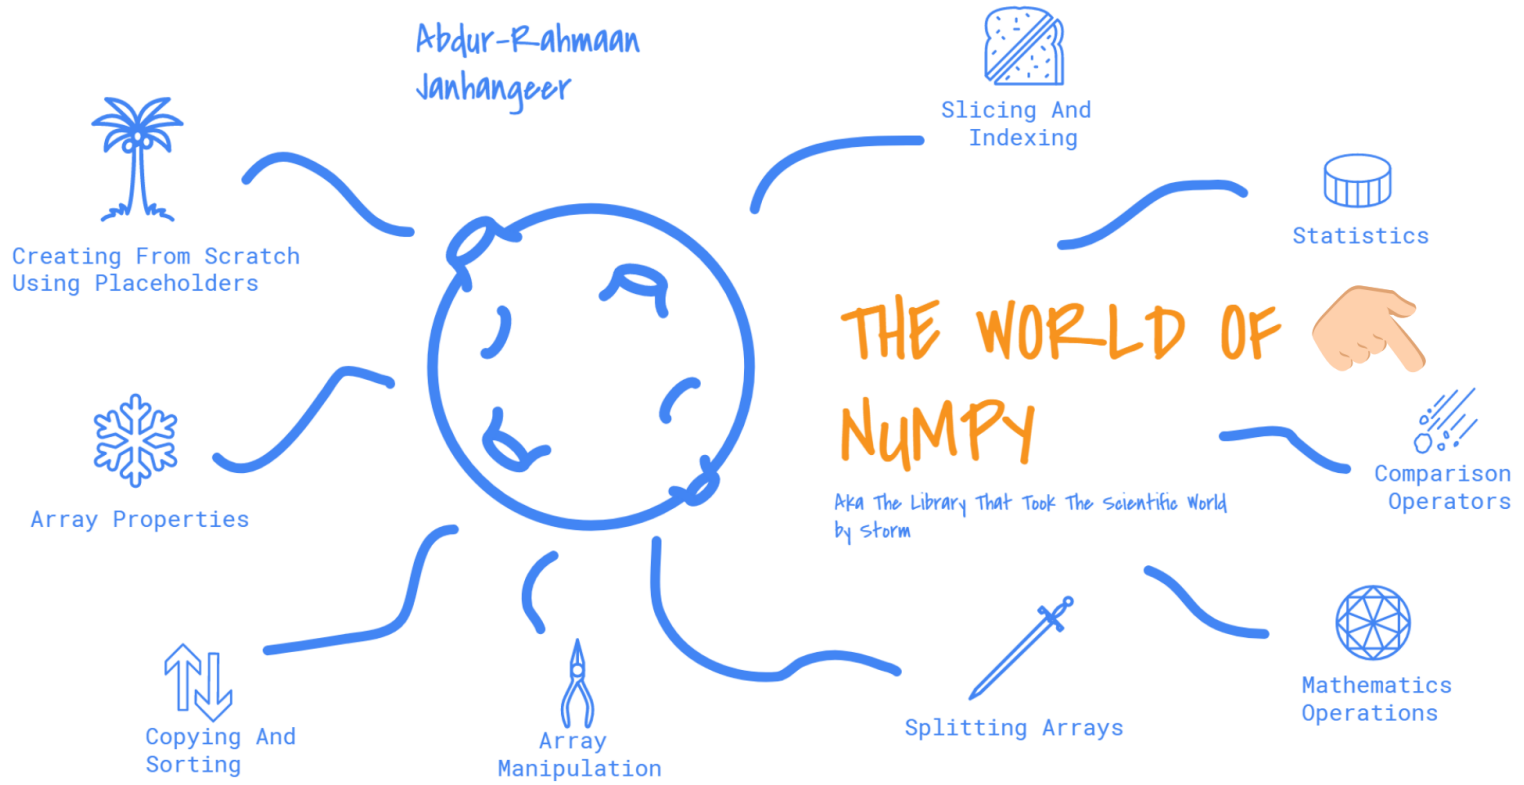 Abdur-Rahmaan
Janhangeer
Slicing And
Indexing
Statistics
Creating From Scratch
Using Placeholders
THE WORLD OF
NuMPY
Aka The Library That Took The Scientific World
by Storm
Comparison
Operators
Array Properties
Mathematics
Operations
Splitting Arrays
Copying And
Sorting
Array
Manipulation